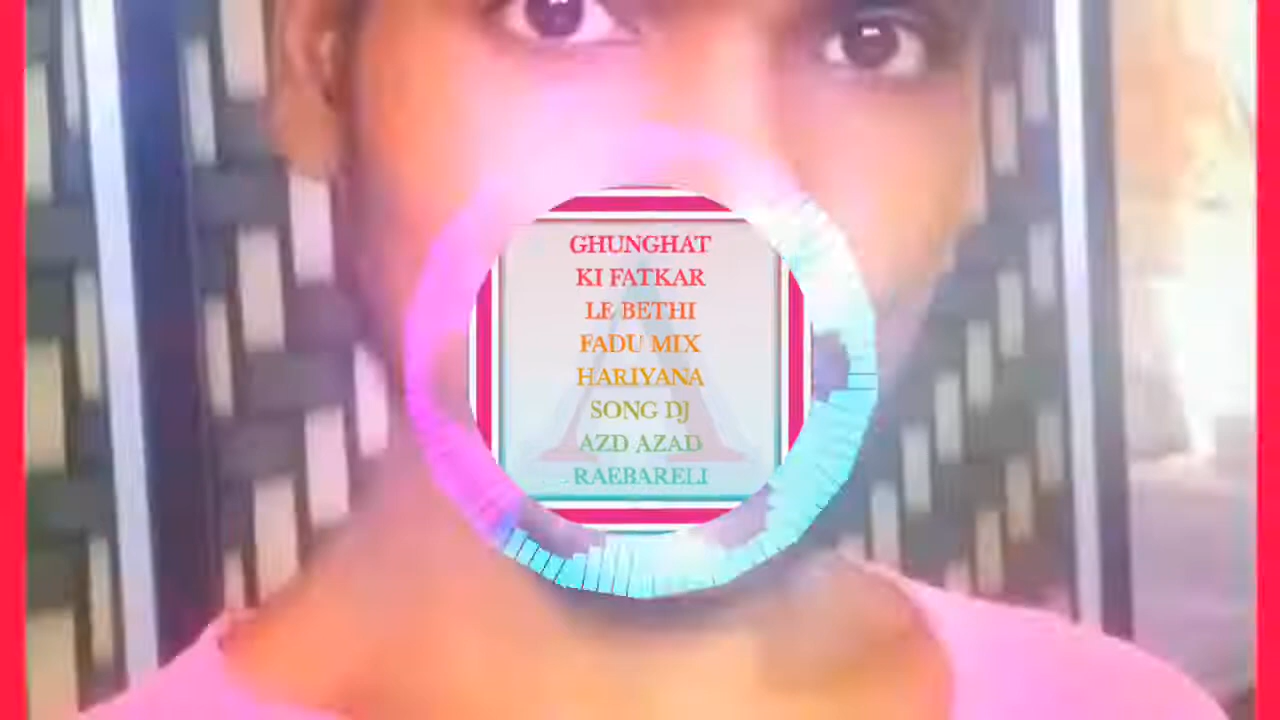 GHUNGHAT
KI FATKAR
LE BETHI
FADU MIX
HARIYANA
SONG DJ
AZD AZAD
RAEBARELI